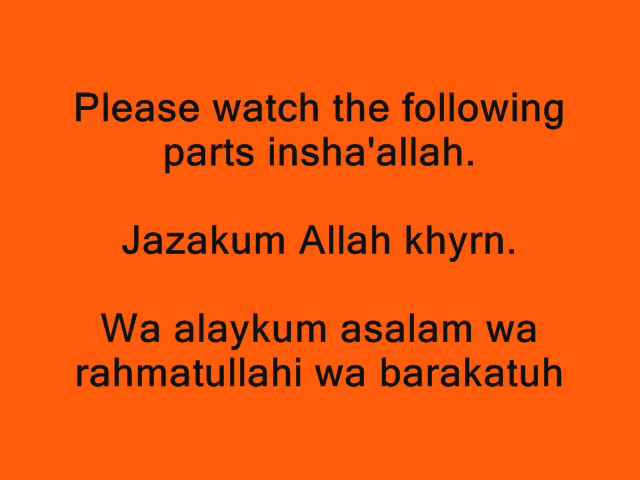 Please watch the following
parts insha'allah.
Jazakum Allah khyrn.
Wa alaykum asalam wa
rahmatullahi wa barakatuh